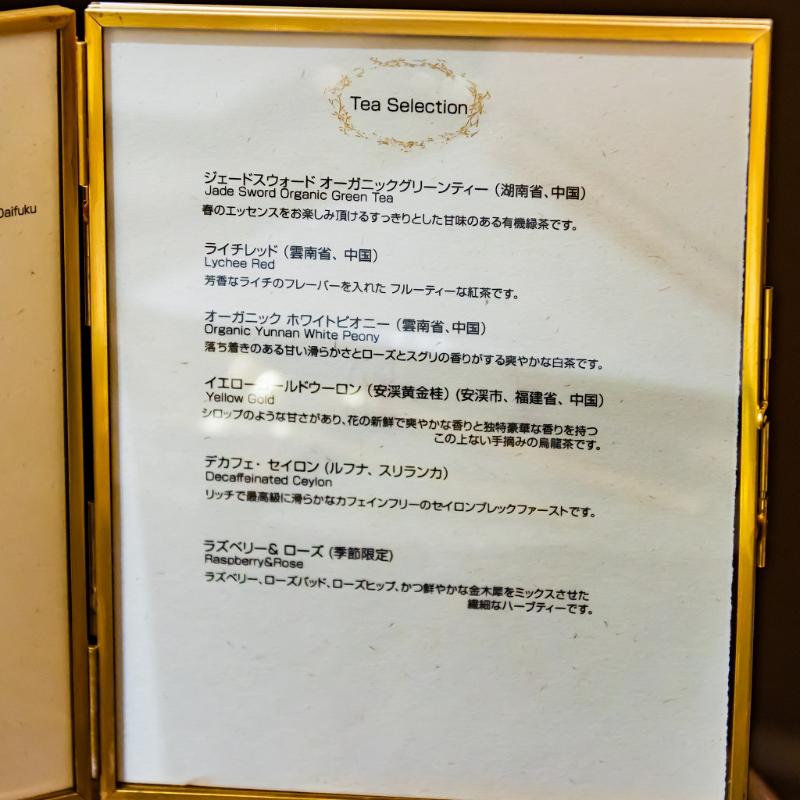 Daifuku
Tea Selection
ジェードスウォード オーガニックグリーンティー（湖南省、中国）
Jade Sword Organic Green Tea
春のエッセンスをお楽しみ頂けるすっきりとした甘味のある有機緑茶です。
ライチレッド（雲南省、中国）
Lychee Red
芳香なライチのフレーバーを入れた フルーティーな紅茶です。
オーガニック ホワイトピオニー（雲南省、中国）
Organic Yunnan White Peony
落ち着きのある甘い滑らかさとローズとスグリの香りがする爽やかな白茶です。
イエローゴールドウーロン（安渓黄金桂）(安渓市、福建省、中国）
Yellow Gold
シロップのような甘さがあり、花の新鮮で爽やかな香りと独特豪華な香りを持つ
この上ない手摘みの烏龍茶です。
デカフェ・セイロン（ルフナ、スリランカ）
Decaffeinated Ceylon
リッチで最高級に滑らかなカフェインフリーのセイロンブレックファーストです。
ラズベリー& ローズ（季節限定）
Raspberry&Rose
ラズベリー、ローズバッド、ローズヒップ、かつ鮮やかな金木犀をミックスさせた
繊細なハーブティーです。